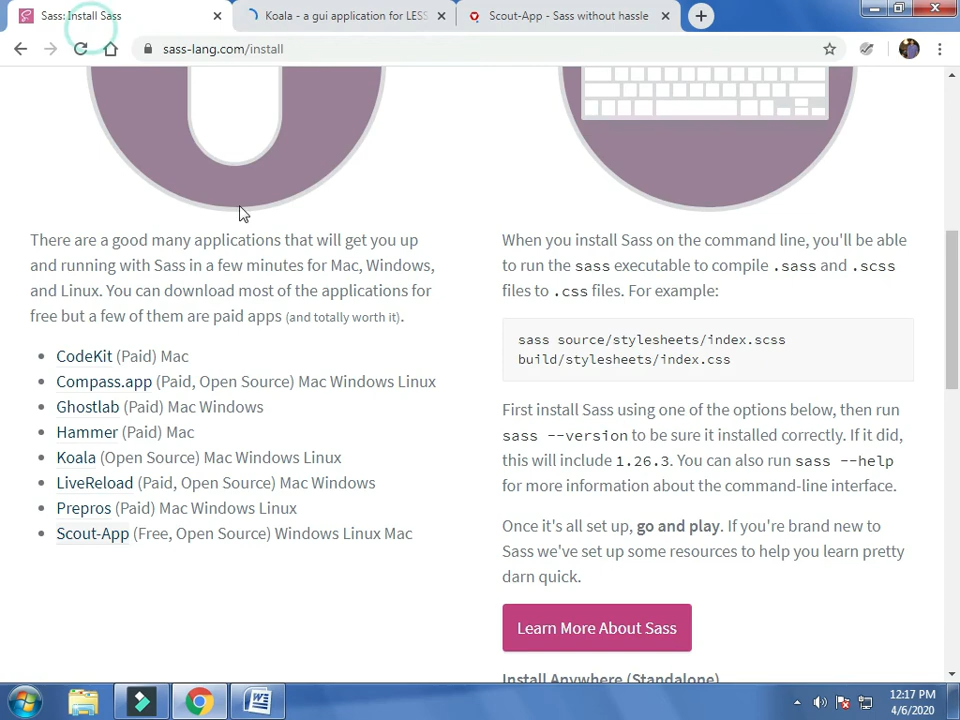 Sass: Install Sass
Koala - a gui application for LESS
Scout-App - Sass without hassle
sass-lang.com/install
There are a good many applications that will get you up
and running with Sass in a few minutes for Mac, Windows,
and Linux. You can download most of the applications for
free but a few of them are paid apps (and totally worth it).
CodeKit (Paid) Mac
Compass.app (Paid, Open Source) Mac Windows Linux
Ghostlab (Paid) Mac Windows
Hammer (Paid) Mac
Koala (Open Source) Mac Windows Linux
LiveReload (Paid, Open Source) Mac Windows
Prepros (Paid) Mac Windows Linux
Scout-App (Free, Open Source) Windows Linux Mac
When you install Sass on the command line, you'll be able
to run the sass executable to compile .sass and .scss
files to .css files. For example:
sass source/stylesheets/index.scss
build/stylesheets/index.css
First install Sass using one of the options below, then run
sass --version to be sure it installed correctly. If it did,
this will include 1.26.3. You can also run sass --help
for more information about the command-line interface.
Once it's all set up, go and play. If you're brand new to
Sass we've set up some resources to help you learn pretty
darn quick.
Learn More About Sass
Install Anywhere (Standalone)
12:17 PM
4/6/2020